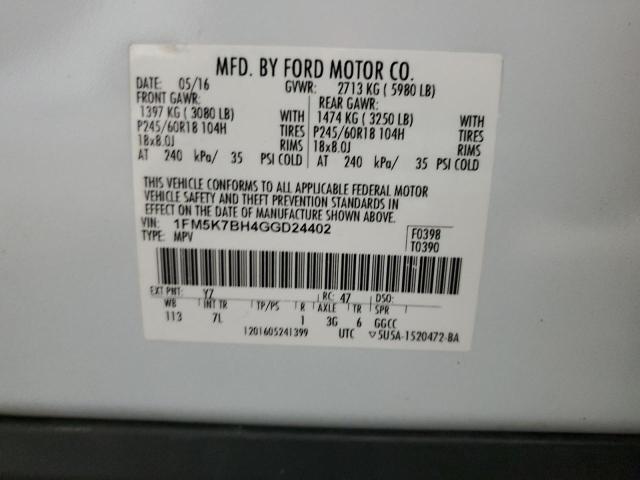 MFD. BY FORD MOTOR CO.
DATE: 05/16 GVWR: 2713 KG ( 5980 LB)
FRONT GAWR: REAR GAWR:
1397 KG ( 3080 LB) WITH 1474 KG ( 3250 LB) WITH
P245/60R18 104H TIRES P245/60R18 104H TIRES
18x8.0J RIMS 18x8.0J RIMS
AT 240 kPa/ 35 PSI COLD AT 240 kPa/ 35 PSI COLD
THIS VEHICLE CONFORMS TO ALL APPLICABLE FEDERAL MOTOR
VEHICLE SAFETY AND THEFT PREVENTION STANDARDS IN
EFFECT ON THE DATE OF MANUFACTURE SHOWN ABOVE.
VIN: 1FM5K7BH4GGD24402 F0398
TYPE: MPV T0390
EXT PNT: YZ RC: 47 DSO:
WB INT TR TP/PS R AXLE TR SPR
113 7L 1 3G 6 GGCC
1201605241399 UTC ▽5U5A-1520472-BA